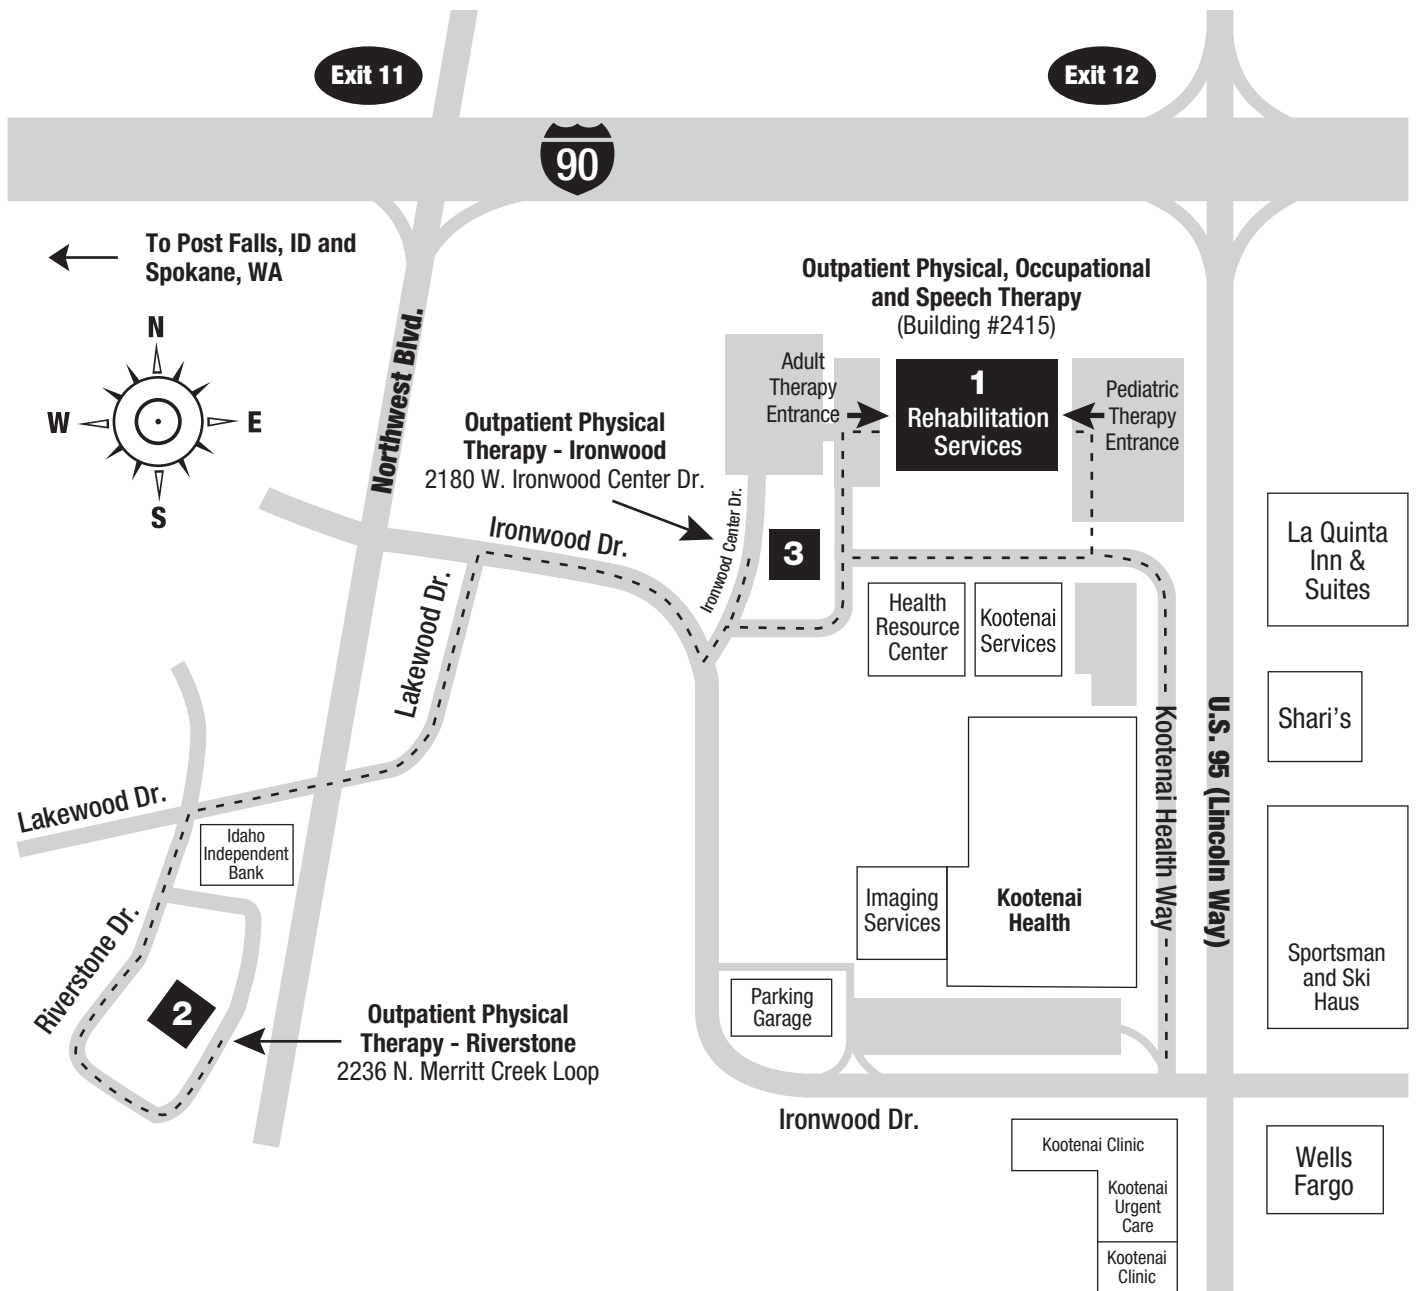 Exit 11
Exit 12
90
To Post Falls, ID and
Spokane, WA
N
W
E
S
Northwest Blvd.
Outpatient Physical, Occupational
and Speech Therapy
(Building #2415)
Adult
Therapy
Entrance
1
Rehabilitation
Services
Pediatric
Therapy
Entrance
Outpatient Physical
Therapy - Ironwood
2180 W. Ironwood Center Dr.
Ironwood Dr.
Ironwood Center Dr.
3
La Quinta
Inn &
Suites
Health
Resource
Center
Kootenai
Services
Lakewood Dr.
Shari's
Kootenai Health Way
U.S. 95 (Lincoln Way)
Lakewood Dr.
Idaho
Independent
Bank
Imaging
Services
Kootenai
Health
Sportsman
and Ski
Haus
Riverstone Dr.
2
Outpatient Physical
Therapy - Riverstone
2236 N. Merritt Creek Loop
Parking
Garage
Ironwood Dr.
Kootenai Clinic
Kootenai
Urgent
Care
Kootenai
Clinic
Wells
Fargo